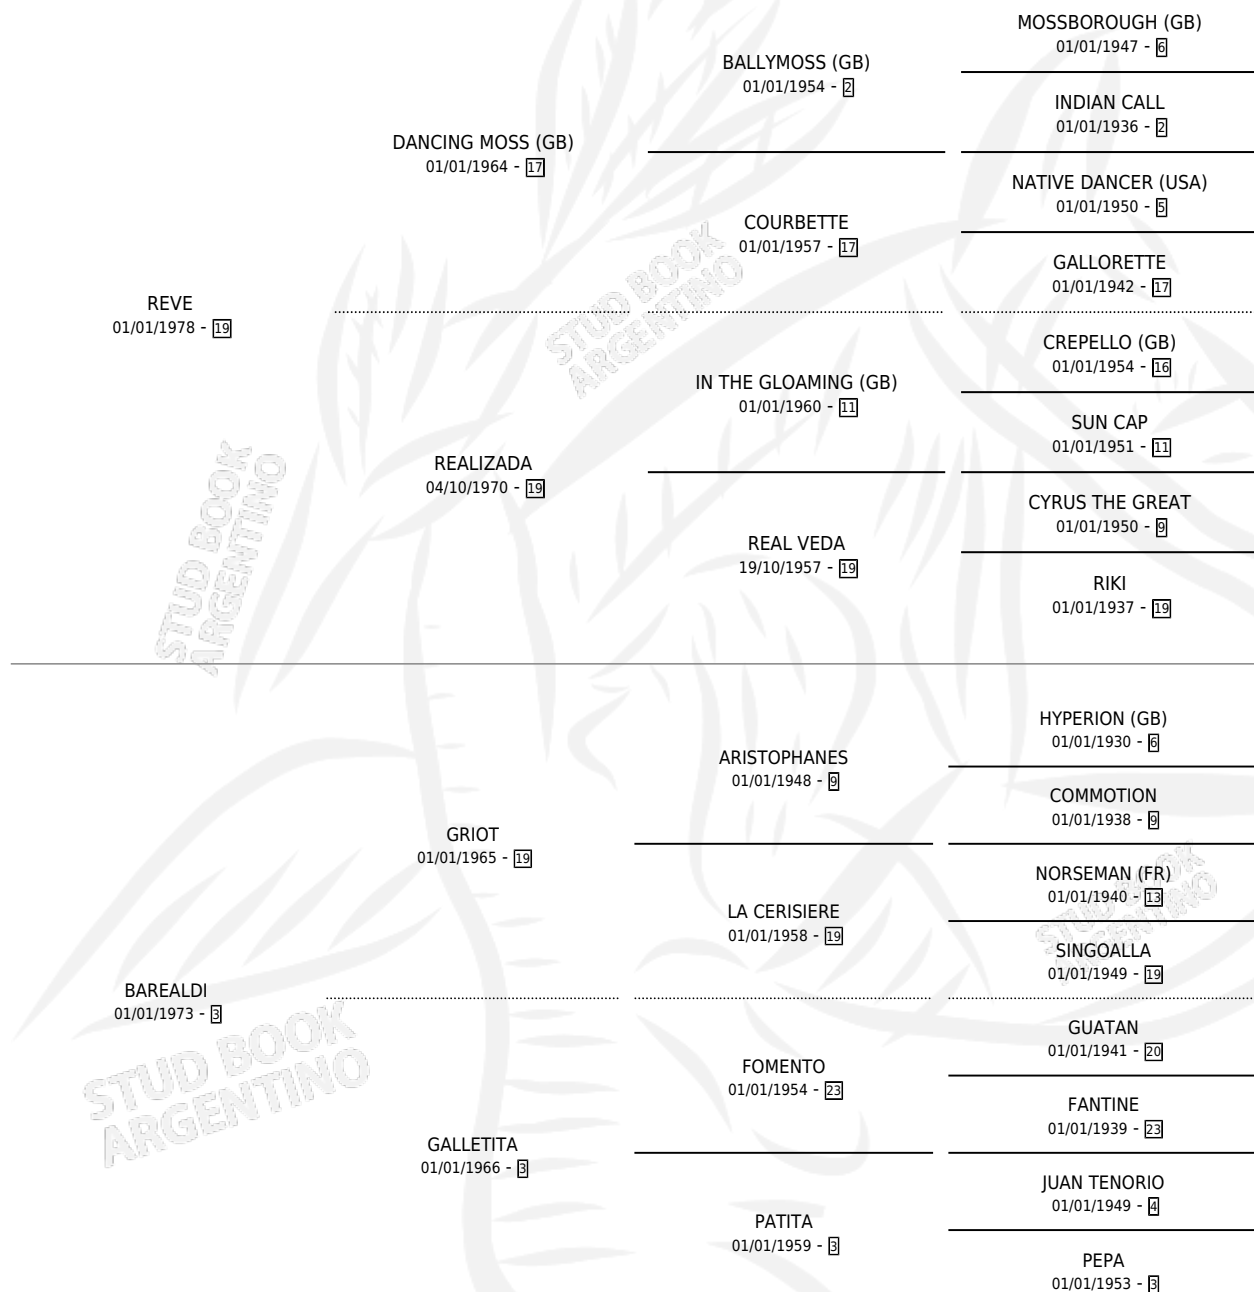 MOSSBOROUGH (GB)
01/01/1947 - 6
BALLYMOSS (GB)
01/01/1954 - 2
INDIAN CALL
01/01/1936 - 2
DANCING MOSS (GB)
01/01/1964 - 17
NATIVE DANCER (USA)
01/01/1950 - 5
COURBETTE
01/01/1957 - 17
GALLORETTE
01/01/1942 - 17
REVE
01/01/1978 - 19
CREPELLO (GB)
01/01/1954 - 16
IN THE GLOAMING (GB)
01/01/1960 - 11
SUN CAP
01/01/1951 - 11
REALIZADA
04/10/1970 - 19
CYRUS THE GREAT
01/01/1950 - 9
REAL VEDA
19/10/1957 - 19
RIKI
01/01/1937 - 19
HYPERION (GB)
01/01/1930 - 6
ARISTOPHANES
01/01/1948 - 9
COMMOTION
01/01/1938 - 9
GRIOT
01/01/1965 - 19
NORSEMAN (FR)
01/01/1940 - 13
LA CERISIERE
01/01/1958 - 19
SINGOALLA
01/01/1949 - 19
BAREALDI
01/01/1973 - 3
GUATAN
01/01/1941 - 20
FOMENTO
01/01/1954 - 23
FANTINE
01/01/1939 - 23
GALLETITA
01/01/1966 - 3
JUAN TENORIO
01/01/1949 - 4
PATITA
01/01/1959 - 3
PEPA
01/01/1953 - 3
STUD BOOK
ARGENTINO
STUD BOOK
ARGENTINO
STUD BOOK
ARGENTINO
STUD BOOK
ARGENTINO